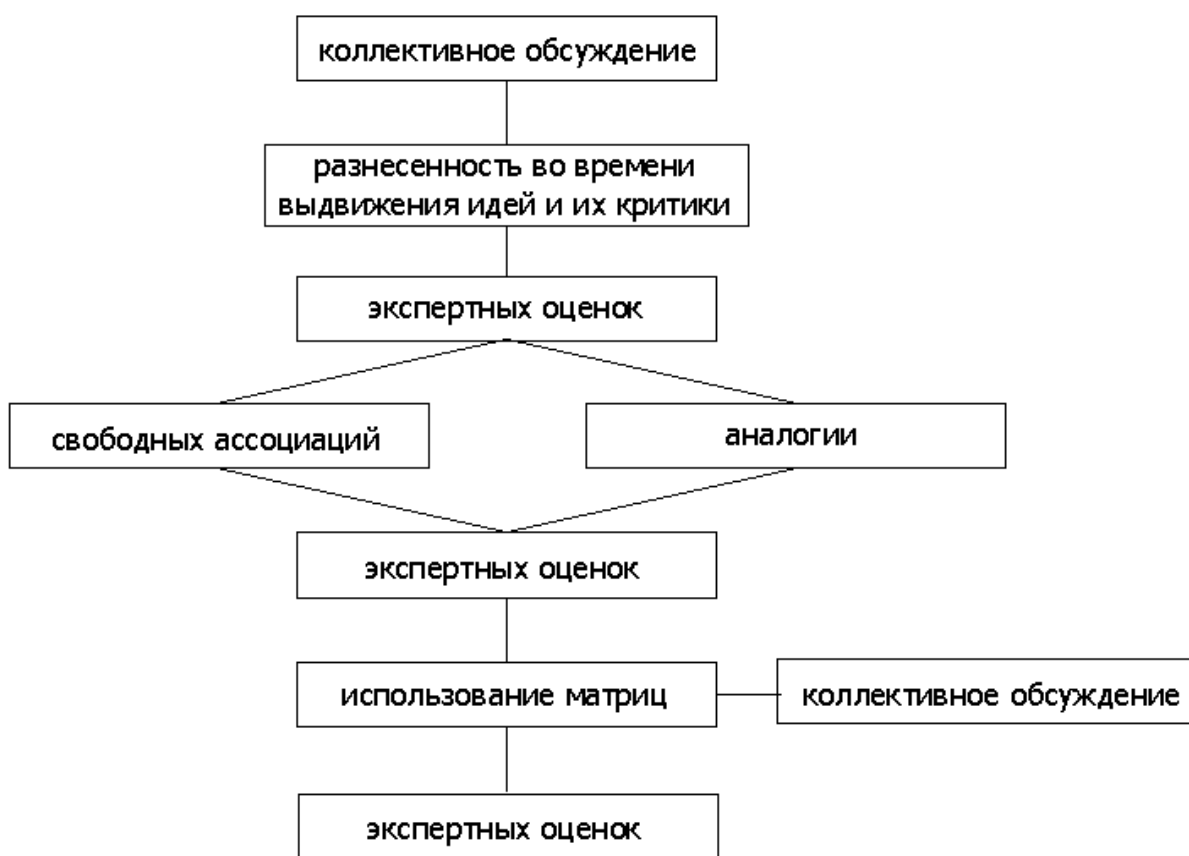 коллективное обсуждение
разнесенность во времени
выдвижения идей и их критики
экспертных оценок
свободных ассоциаций
аналогии
экспертных оценок
использование матриц
коллективное обсуждение
экспертных оценок